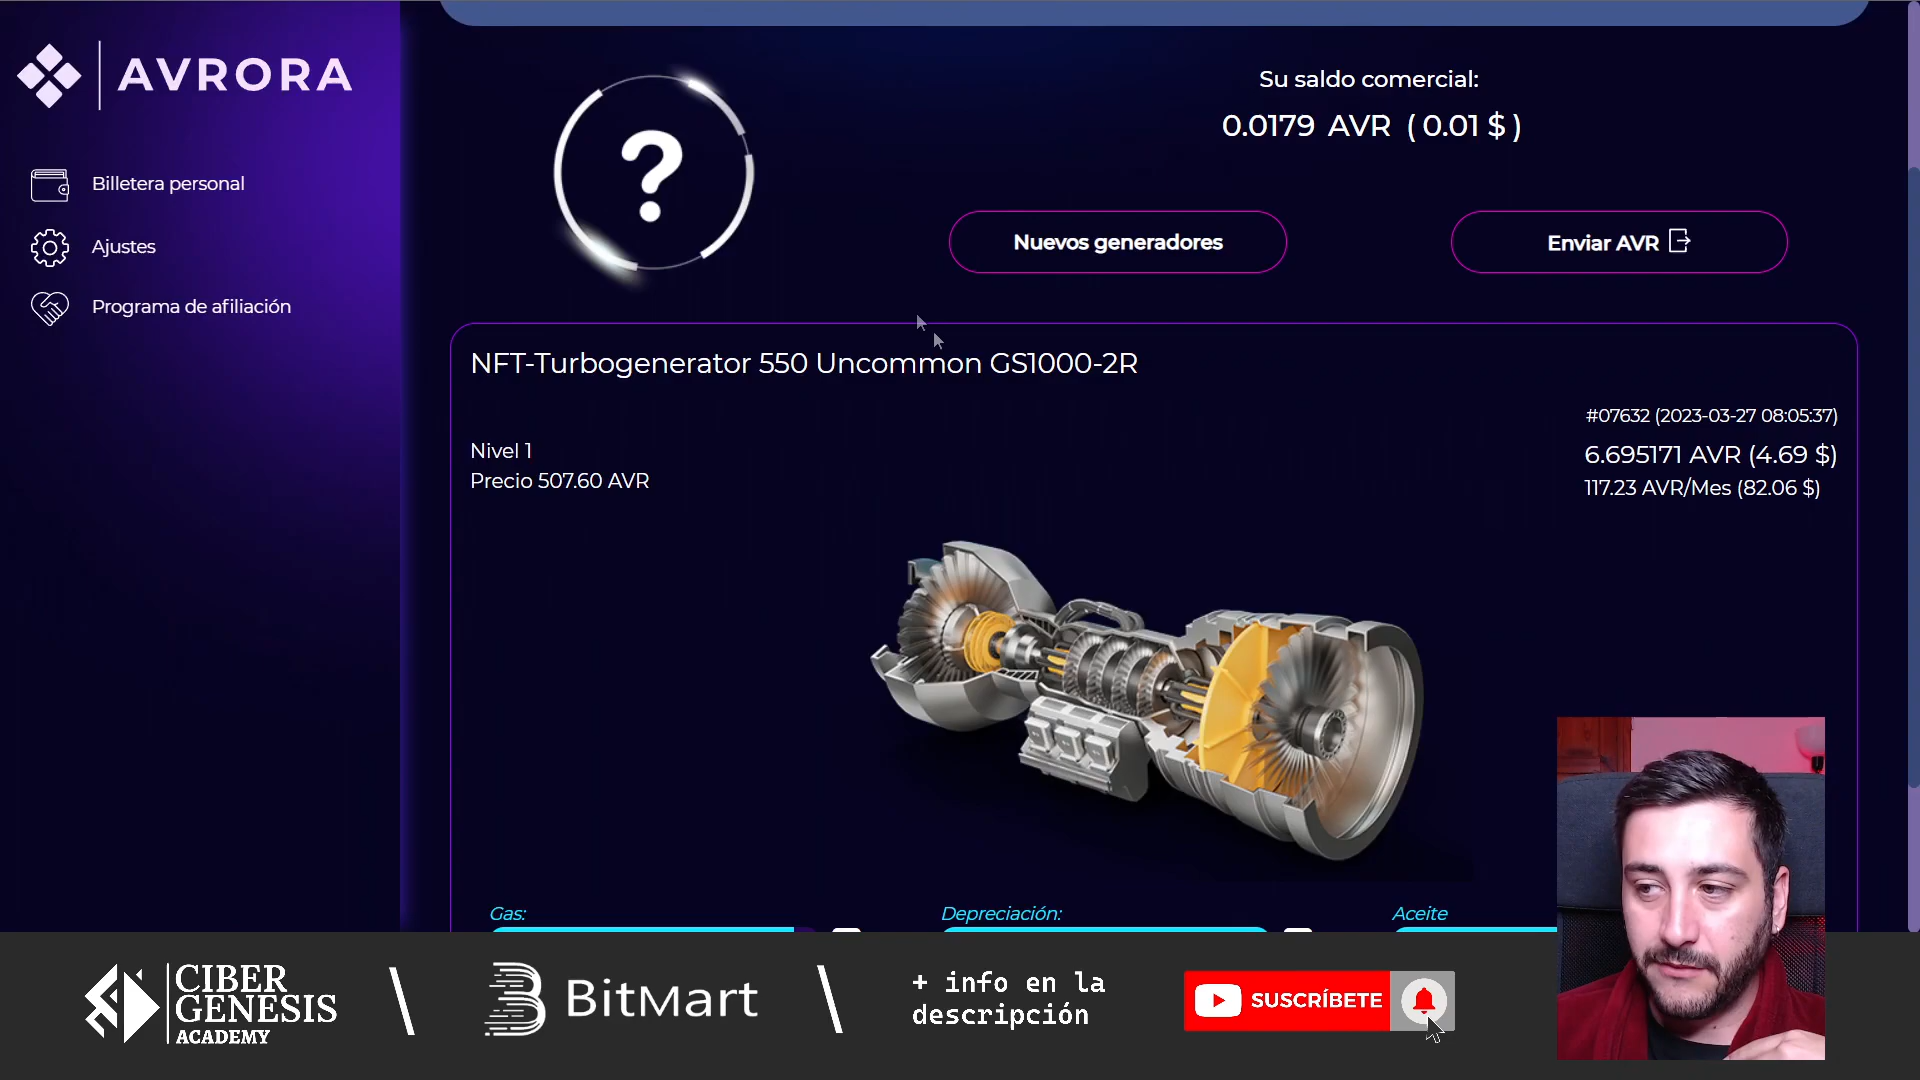 AVRORA
Billetera personal
Ajustes
Programa de afiliación
?
Su saldo comercial:
0.0179 AVR ( 0.01 $ )
Nuevos generadores
Enviar AVR
NFT-Turbogenerator 550 Uncommon GS1000-2R
#07632 (2023-03-27 08:05:37)
Nivel 1
6.695171 AVR (4.69 $)
Precio 507.60 AVR
117.23 AVR/Mes (82.06 $)
Gas:
Depreciación:
Aceite
CIBER
GENESIS
ACADEMY
\
BitMart
\
+ info en la
descripción
SUSCRÍBETE